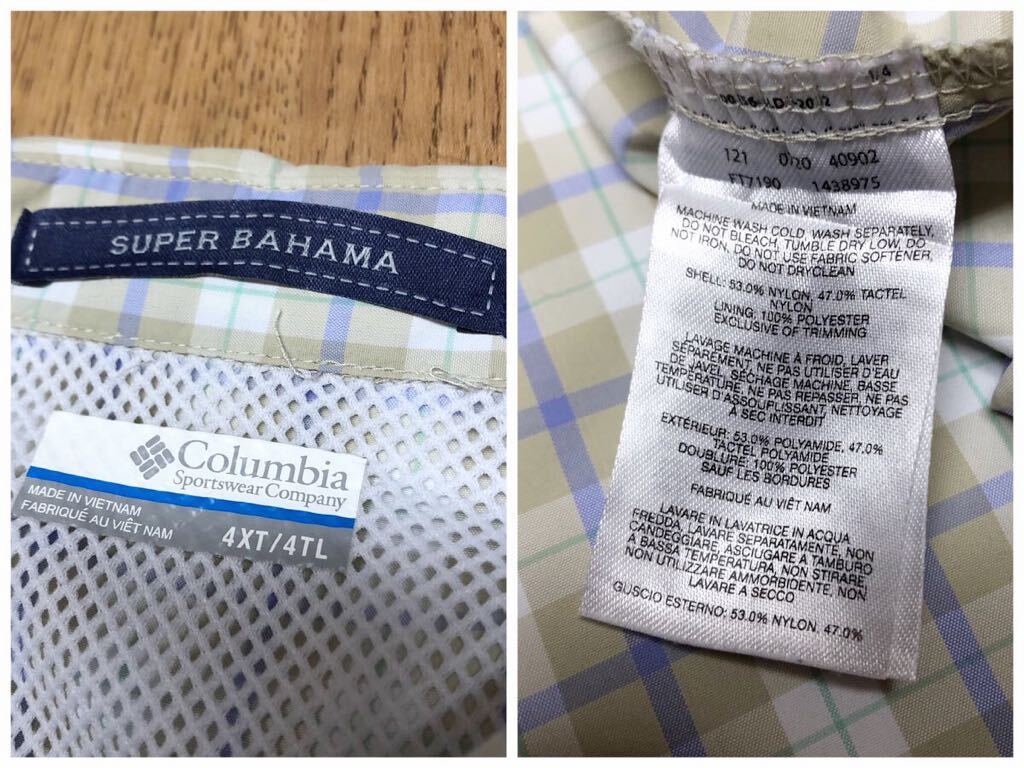 SUPER BAHAMA
Columbia
Sportswear Company
MADE IN VIETNAM
FABRIQUÉ AU VIÊT NAM
4XT/4TL
1/4
121 020 40902
FT7190 1438975
MADE IN VIETNAM
MACHINE WASH COLD, WASH SEPARATELY,
DO NOT BLEACH, TUMBLE DRY LOW, DO
NOT IRON, DO NOT USE FABRIC SOFTENER,
DO NOT DRYCLEAN
SHELL: 53.0% NYLON, 47.0% TACTEL
NYLON
LINING: 100% POLYESTER
EXCLUSIVE OF TRIMMING
LAVAGE MACHINE À FROID, LAVER
SÉPAREMENT, NE PAS UTILISER D'EAU
DE JAVEL, SÉCHAGE MACHINE, BASSE
TEMPÉRATURE, NE PAS REPASSER, NE PAS
UTILISER D'ASSOUPLISSANT, NETTOYAGE
À SEC INTERDIT
EXTÉRIEUR: 53.0% POLYAMIDE, 47.0%
TACTEL POLYAMIDE
DOUBLURE: 100% POLYESTER
SAUF LES BORDURES
FABRIQUÉ AU VIÊT NAM
LAVARE IN LAVATRICE IN ACQUA
FREDDA, LAVARE SEPARATAMENTE, NON
CANDEGGIARE, ASCIUGARE A TAMBURO
A BASSA TEMPERATURA, NON STIRARE,
NON UTILIZZARE AMMORBIDENTE, NON
LAVARE A SECCO
GUSCIO ESTERNO: 53.0% NYLON, 47.0%